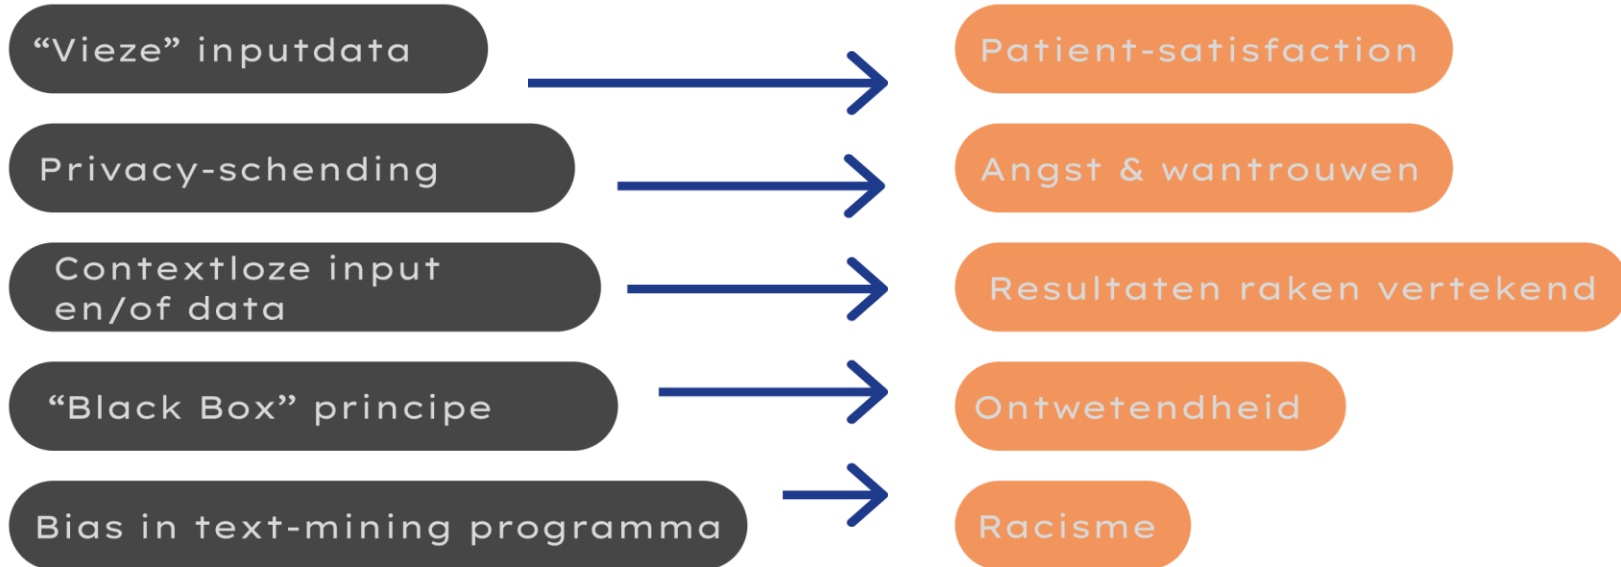 “Vieze” inputdata
Patient-satisfaction
Privacy-schending
Angst & wantrouwen
Contextloze input
en/of data
Resultaten raken vertekend
“Black Box” principe
Ontwetendheid
Bias in text-mining programma
Racisme